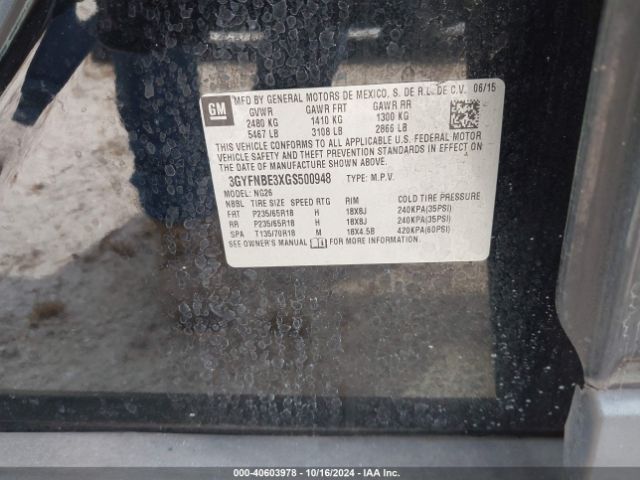 GM
MFD BY GENERAL MOTORS DE MEXICO, S. DE R.L. DE C.V. 06/15
GVWR GAWR FRT GAWR RR
2480 KG 1410 KG 1300 KG
5467 LB 3108 LB 2866 LB
THIS VEHICLE CONFORMS TO ALL APPLICABLE U.S. FEDERAL MOTOR
VEHICLE SAFETY AND THEFT PREVENTION STANDARDS IN EFFECT ON
THE DATE OF MANUFACTURE SHOWN ABOVE.
3GYFNBE3XGS500948 TYPE: M.P.V.
MODEL: NG26
NBBL TIRE SIZE SPEED RTG RIM COLD TIRE PRESSURE
FRT P235/65R18 H 18X8J 240KPA(35PSI)
RR P235/65R18 H 18X8J 240KPA(35PSI)
SPA T135/70R18 M 18X4.5B 420KPA(60PSI)
SEE OWNER'S MANUAL FOR MORE INFORMATION.
000-40603978 - 10/16/2024 - IAA Inc.